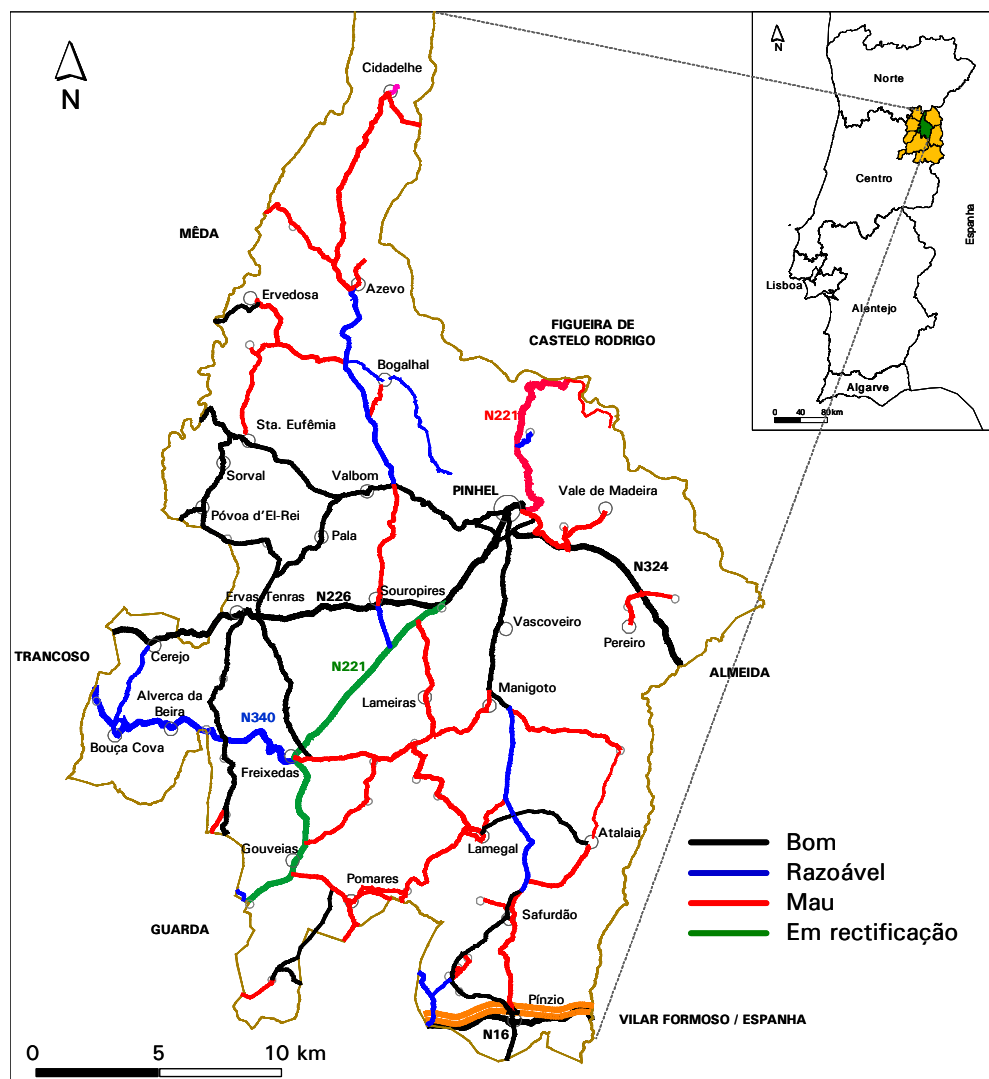 N
Cidadelhe
MÊDA
Ervedosa
Azevo
FIGUEIRA DE
CASTELO RODRIGO
Bogalhal
N221
Sta. Eufêmia
Sorval
Valbom
PINHEL
Vale de Madeira
Póvoa d'El-Rei
Pala
N324
Ervas Tenras
N226
Souropires
Vascoveiro
Pereiro
TRANCOSO
Cerejo
N221
ALMEIDA
Alverca da
Beira
Lameiras
Manigoto
N340
Bouça Cova
Freixedas
Gouveias
Lamegal
Atalaia
Pomares
Safurdão
GUARDA
Pínzio
N16
VILAR FORMOSO / ESPANHA
Bom
Razoável
Mau
Em rectificação
0 5 10 km
N
Norte
Centro
Espanha
Lisboa
Alentejo
Algarve
0 40 80 km